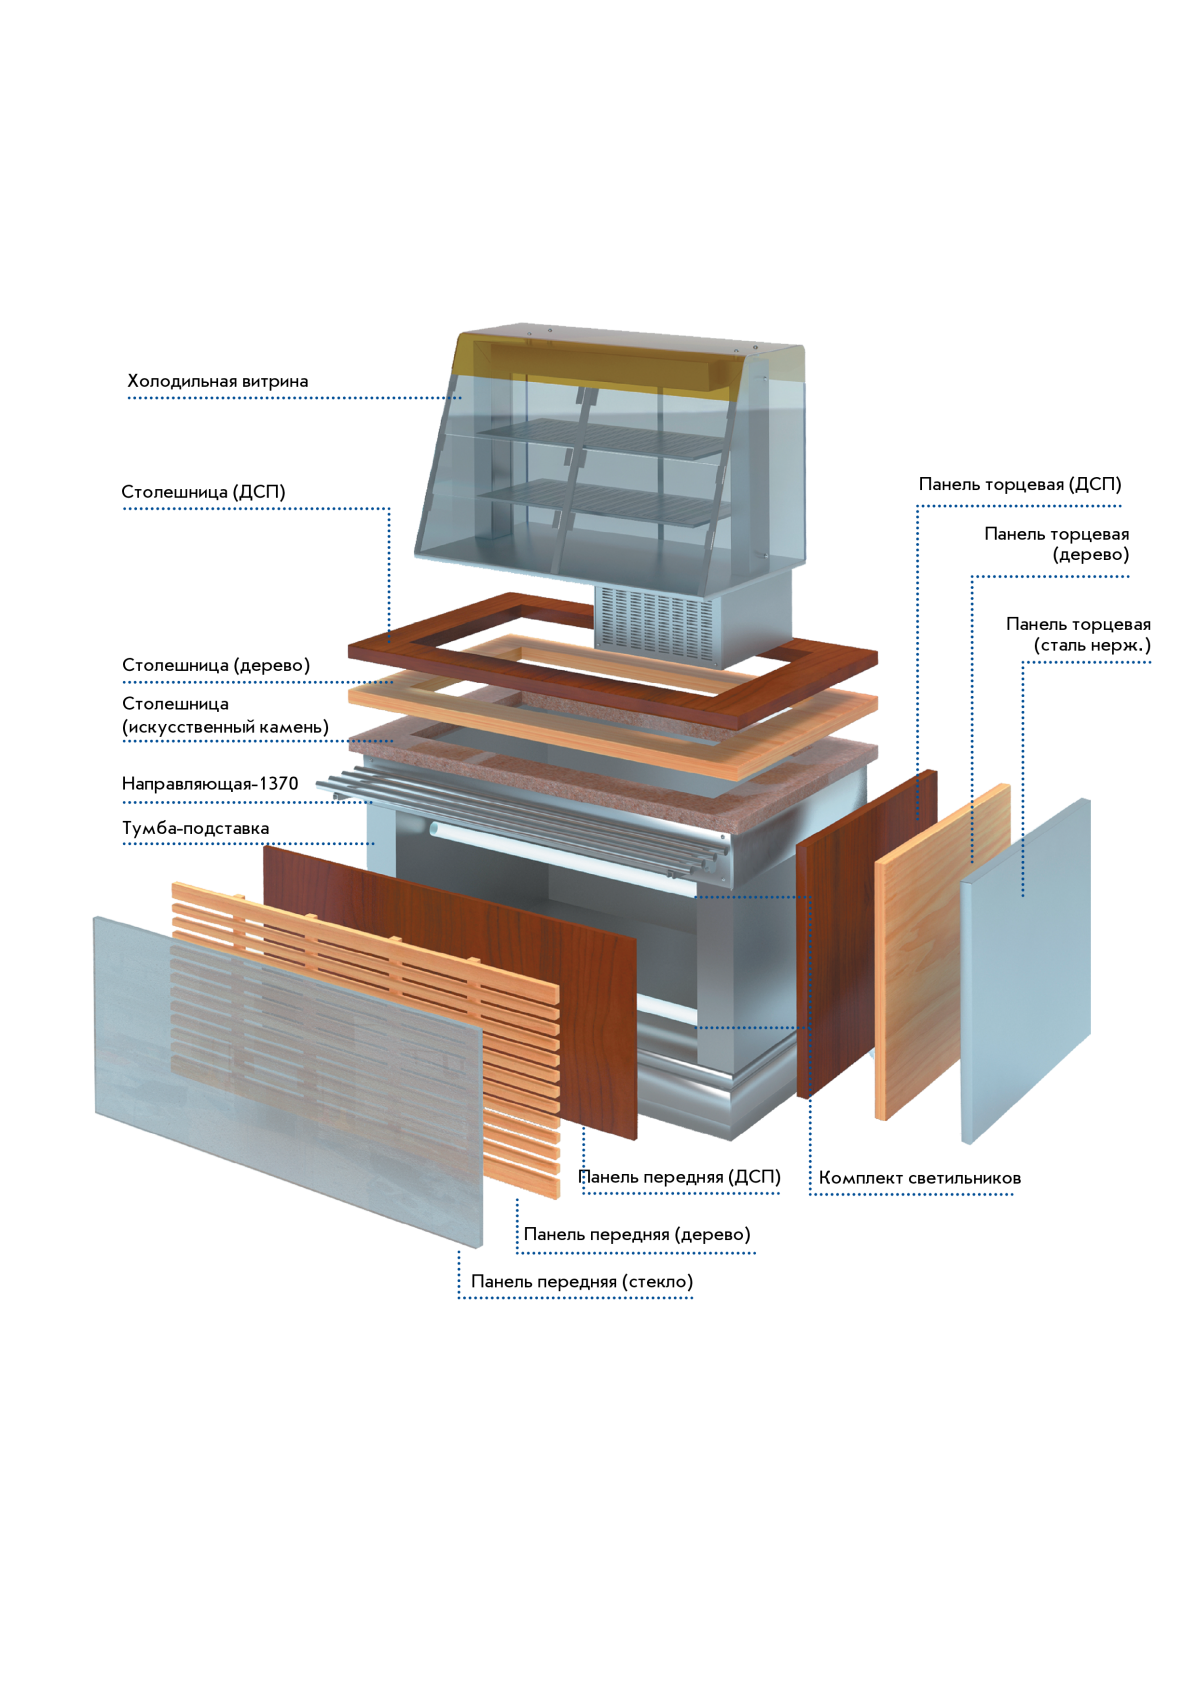 Холодильная витрина
Столешница (ДСП)
Столешница (дерево)
Столешница
(искусственный камень)
Направляющая-1370
Тумба-подставка
Панель торцевая (ДСП)
Панель торцевая
(дерево)
Панель торцевая
(сталь нерж.)
Панель передняя (ДСП)
Комплект светильников
Панель передняя (дерево)
Панель передняя (стекло)